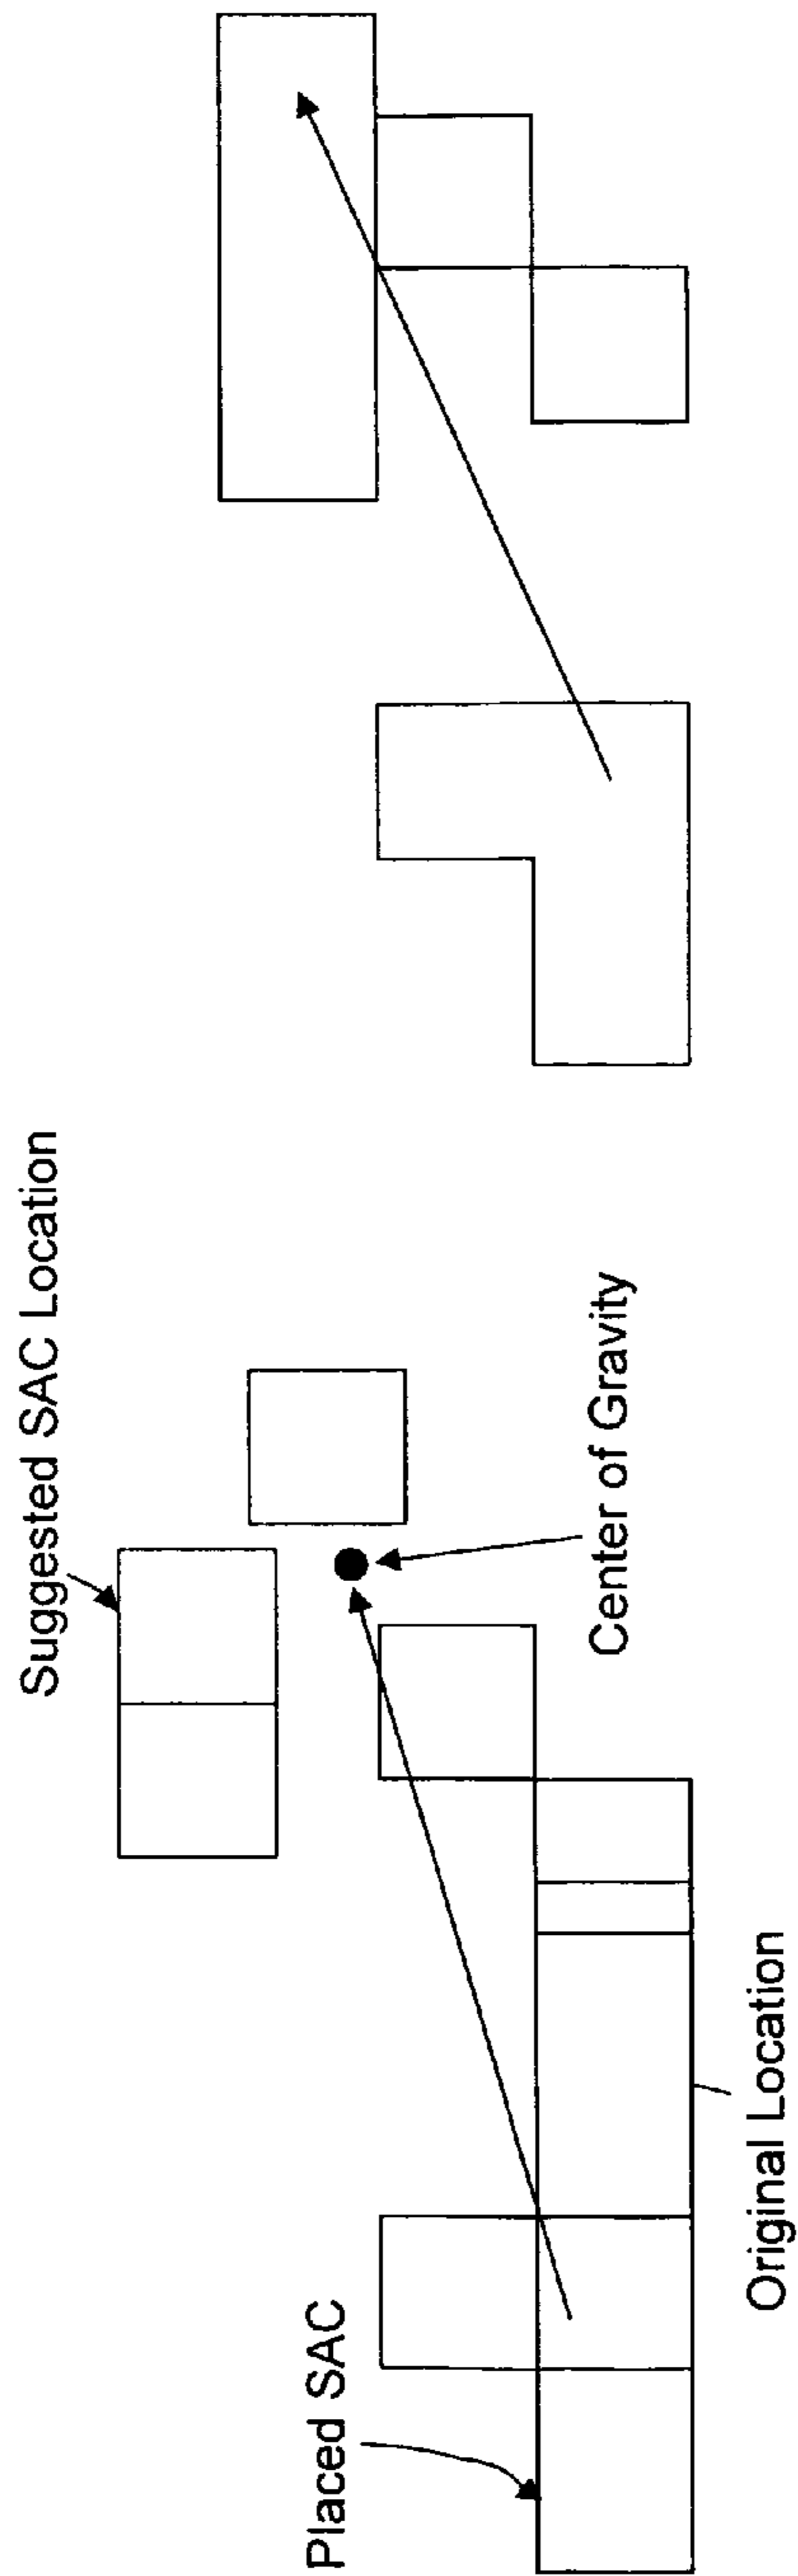 Suggested SAC Location
Center of Gravity
Placed SAC
Original Location